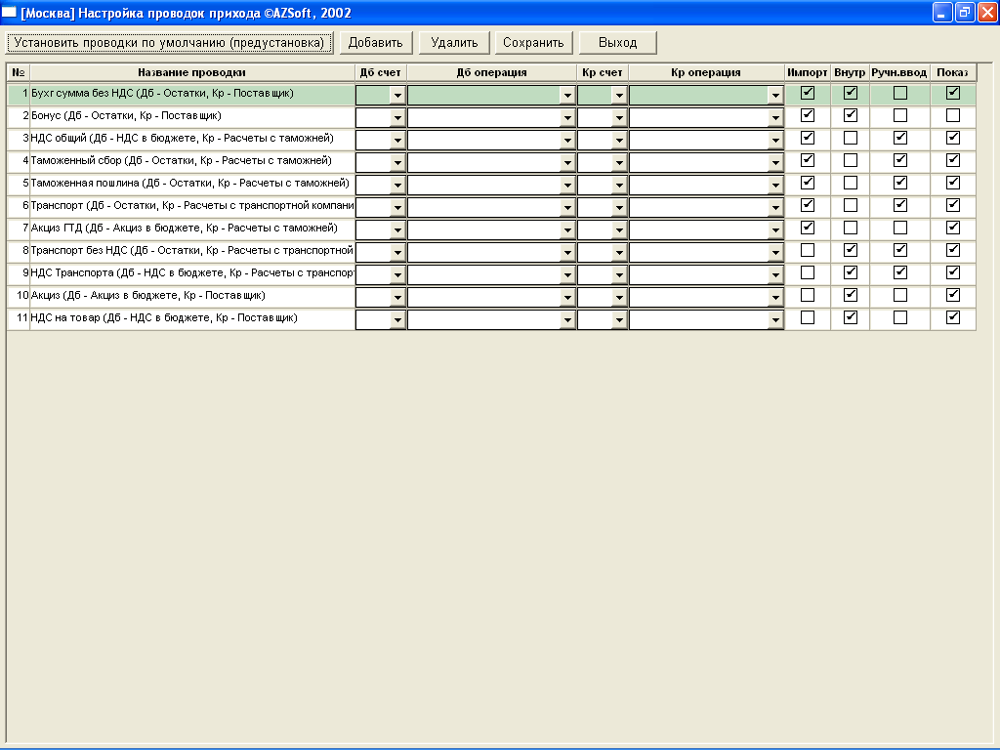 [Москва] Настройка проводок прихода ©AZSoft, 2002
Установить проводки по умолчанию (предустановка) Добавить Удалить Сохранить Выход
№ Название проводки Дб счет Дб операция Кр счет Кр операция Импорт Внутр Ручн.ввод Показ
1 Бухг сумма без НДС (Дб - Остатки, Кр - Поставщик)
2 Бонус (Дб - Остатки, Кр - Поставщик)
3 НДС общий (Дб - НДС в бюджете, Кр - Расчеты с таможней)
4 Таможенный сбор (Дб - Остатки, Кр - Расчеты с таможней)
5 Таможенная пошлина (Дб - Остатки, Кр - Расчеты с таможней)
6 Транспорт (Дб - Остатки, Кр - Расчеты с транспортной компани
7 Акциз ГТД (Дб - Акциз в бюджете, Кр - Расчеты с таможней)
8 Транспорт без НДС (Дб - Остатки, Кр - Расчеты с транспортной
9 НДС Транспорта (Дб - НДС в бюджете, Кр - Расчеты с транспор
10 Акциз (Дб - Акциз в бюджете, Кр - Поставщик)
11 НДС на товар (Дб - НДС в бюджете, Кр - Поставщик)